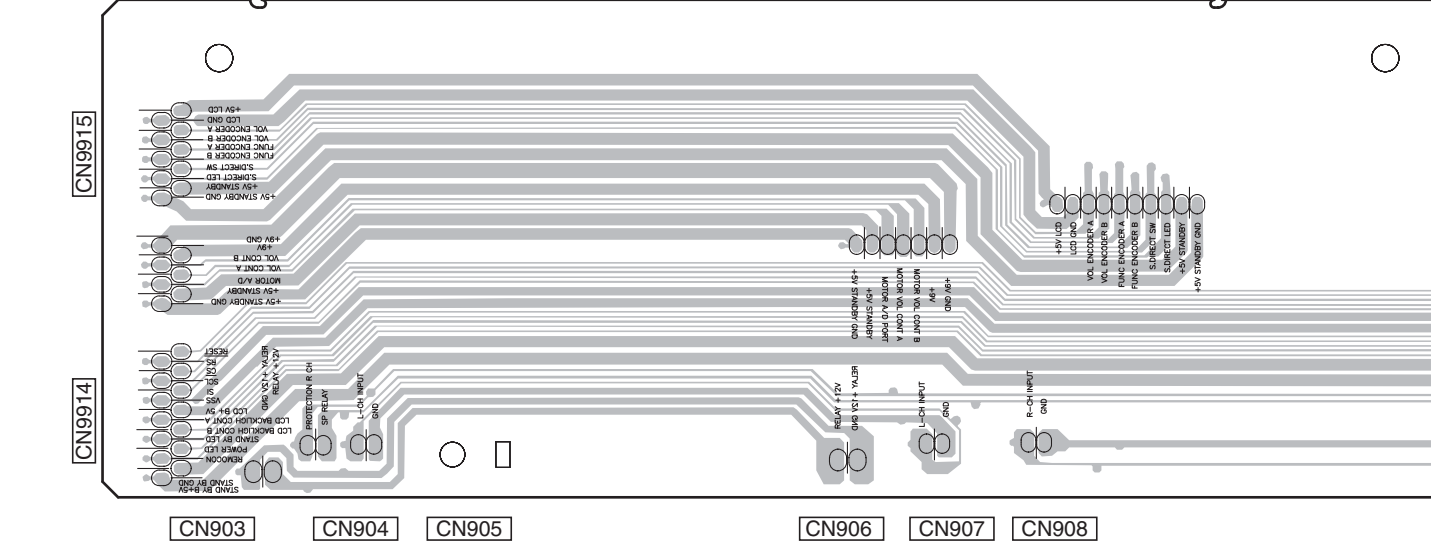 CN9915
+5V LCD
LCD GND
VOL ENCODER A
VOL ENCODER B
FUNC ENCODER A
FUNC ENCODER B
S.DIRECT SW
S.DIRECT LED
+5V STANDBY
+5V STANDBY GND
+9V GND
+9V
VOL CONT B
VOL CONT A
MOTOR A/D
+5V STANDBY
+5V STANDBY GND
CN9914
RESET
RS
CS
SCL
SI
VSS
LCD B+ 5V
LCD BACKLIGH CONT A
LCD BACKLIGH CONT B
STAND BY LED
POWER LED
REMOCON
STAND BY GND
STAND BY B+5V
RELAY +12V GND
RELAY +12V
PROTECTION R CH
SP RELAY
L-CH INPUT
GND
+5V STANDBY GND
+5V STANDBY
MOTOR A/D PORT
MOTOR VOL CONT A
MOTOR VOL CONT B
+9V
+9V GND
+5V LCD
LCD GND
VOL ENCODER A
VOL ENCODER B
FUNC ENCODER A
FUNC ENCODER B
S.DIRECT SW
S.DIRECT LED
+5V STANDBY
+5V STANDBY GND
RELAY +12V
RELAY +12V GND
L-CH INPUT
GND
R-CH INPUT
GND
CN903
CN904
CN905
CN906
CN907
CN908